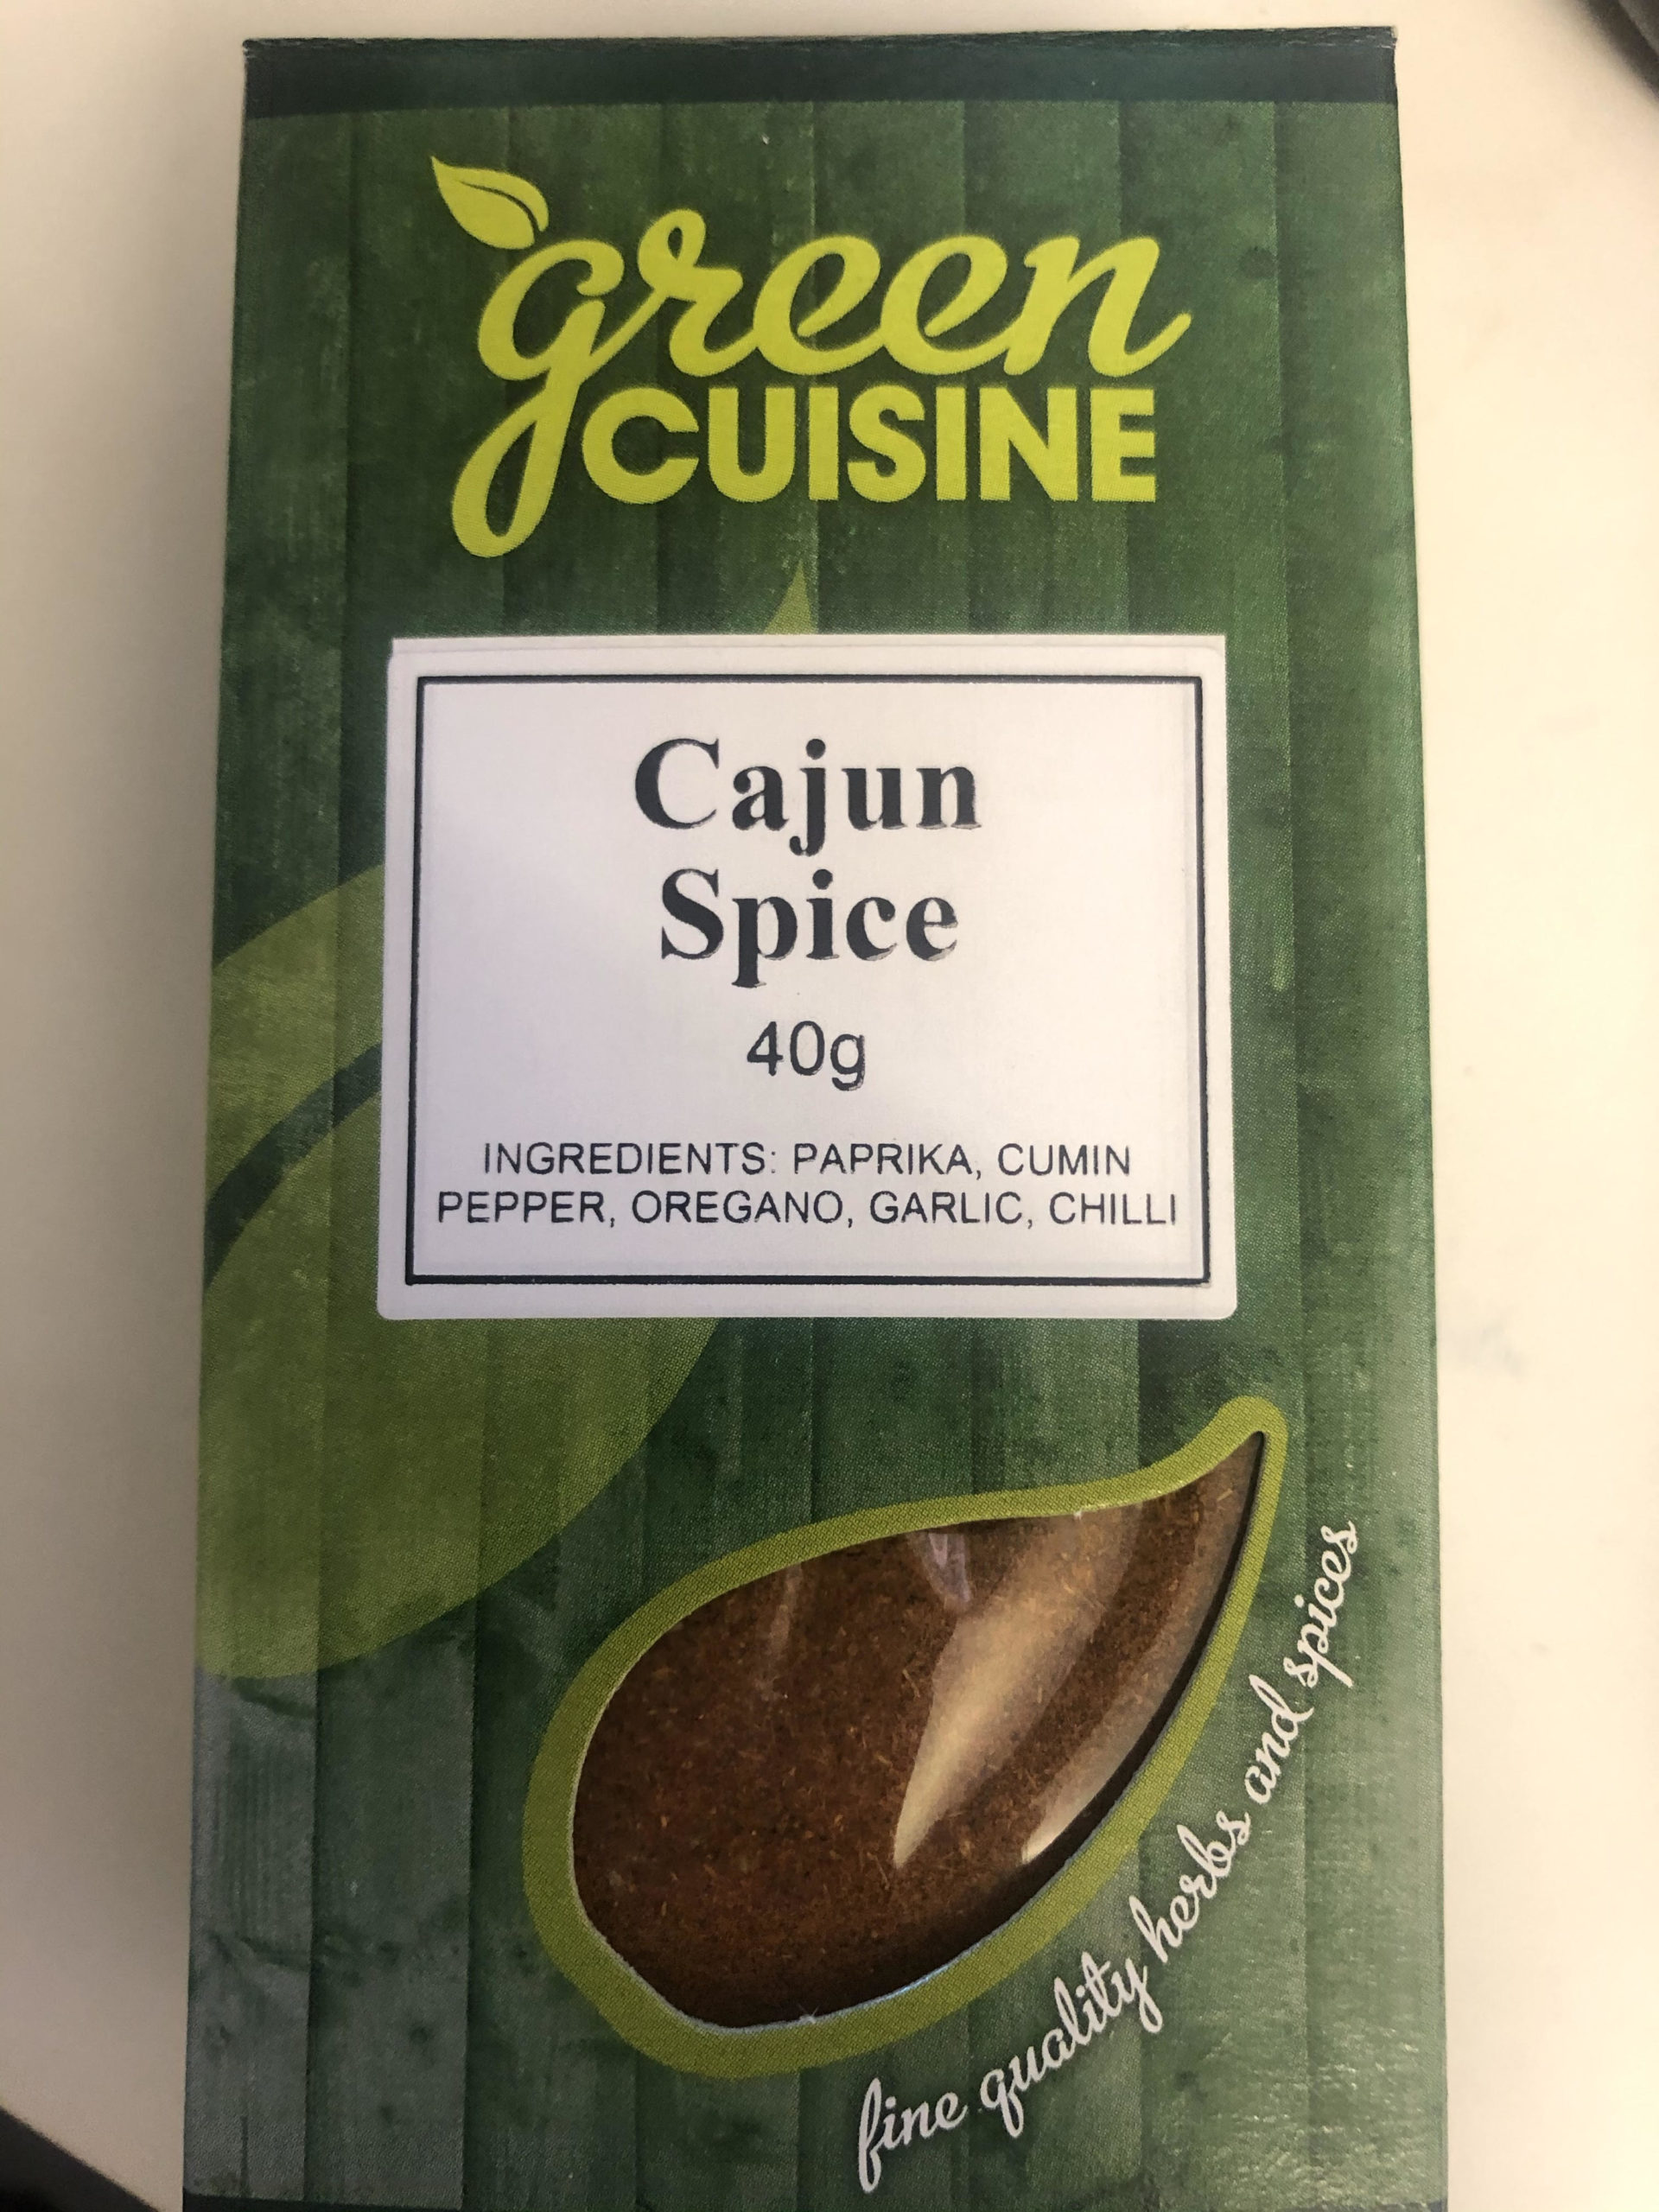 green
CUISINE
Cajun
Spice
40g
INGREDIENTS: PAPRIKA, CUMIN
PEPPER, OREGANO, GARLIC, CHILLI
fine quality herbs and spices